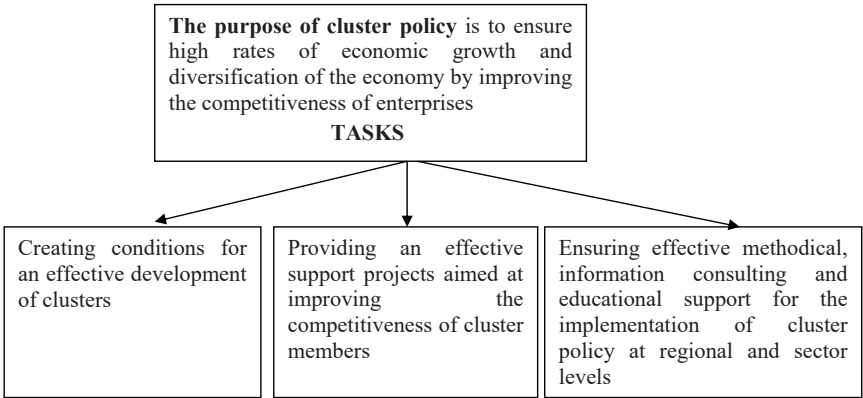 The purpose of cluster policy is to ensure
high rates of economic growth and
diversification of the economy by improving
the competitiveness of enterprises
TASKS
Creating conditions for
an effective development
of clusters
Providing an effective
support projects aimed at
improving the
competitiveness of cluster
members
Ensuring effective methodical,
information consulting and
educational support for the
implementation of cluster
policy at regional and sector
levels